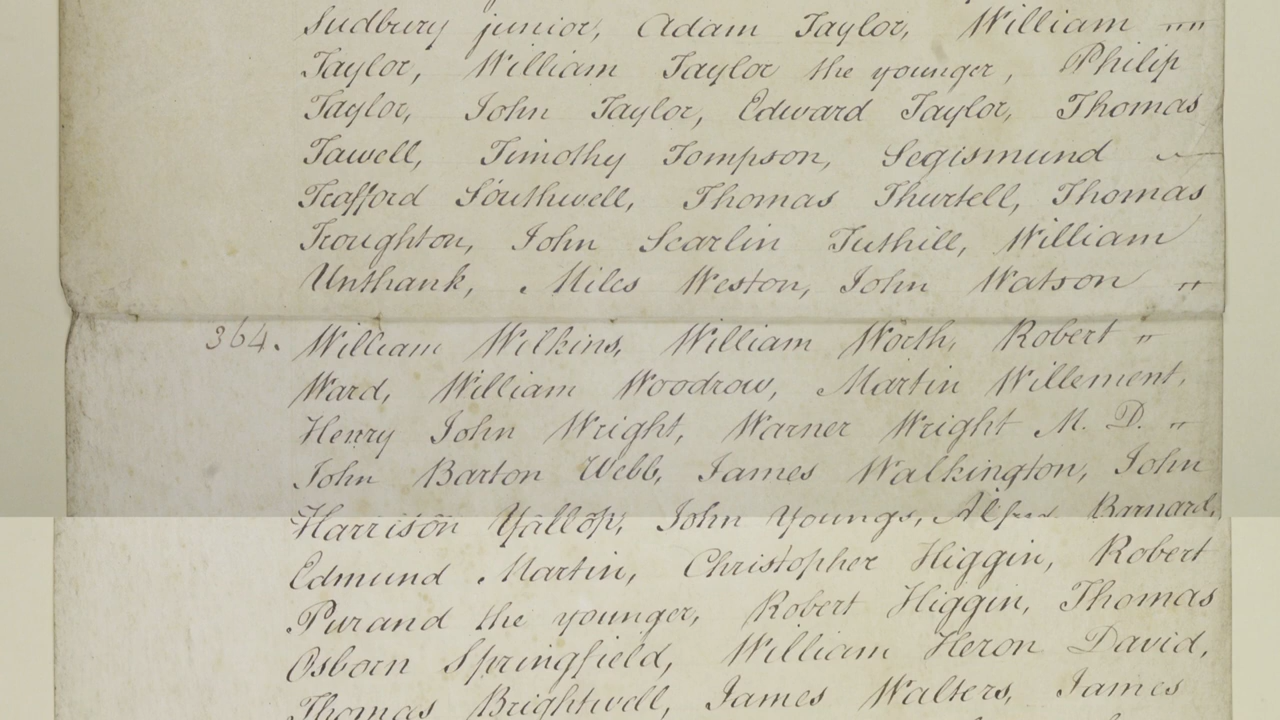 Sudbury junior, Adam Taylor, William "
Taylor, William Taylor the younger, Philip
Taylor, John Taylor, Edward Taylor, Thomas
Tawell, Timothy Tompson, Segismund
Trafford Southwell, Thomas Thurtell, Thomas
Troughton, John Scarlin Tuthill, William
Unthank, Miles Weston, John Watson "
364. William Wilkins, William Worth, Robert "
Ward, William Woodrow, Martin Willement,
Henry John Wright, Warner Wright M. D. "
John Barton Webb, James Walkington, John
Harrison Yallop, John Youngs, Barnard,
Edmund Martin, Christopher Higgin, Robert
Purand the younger, Robert Higgin, Thomas
Osborn Springfield, William Heron David,
Thomas Brightwell, James Walters, James